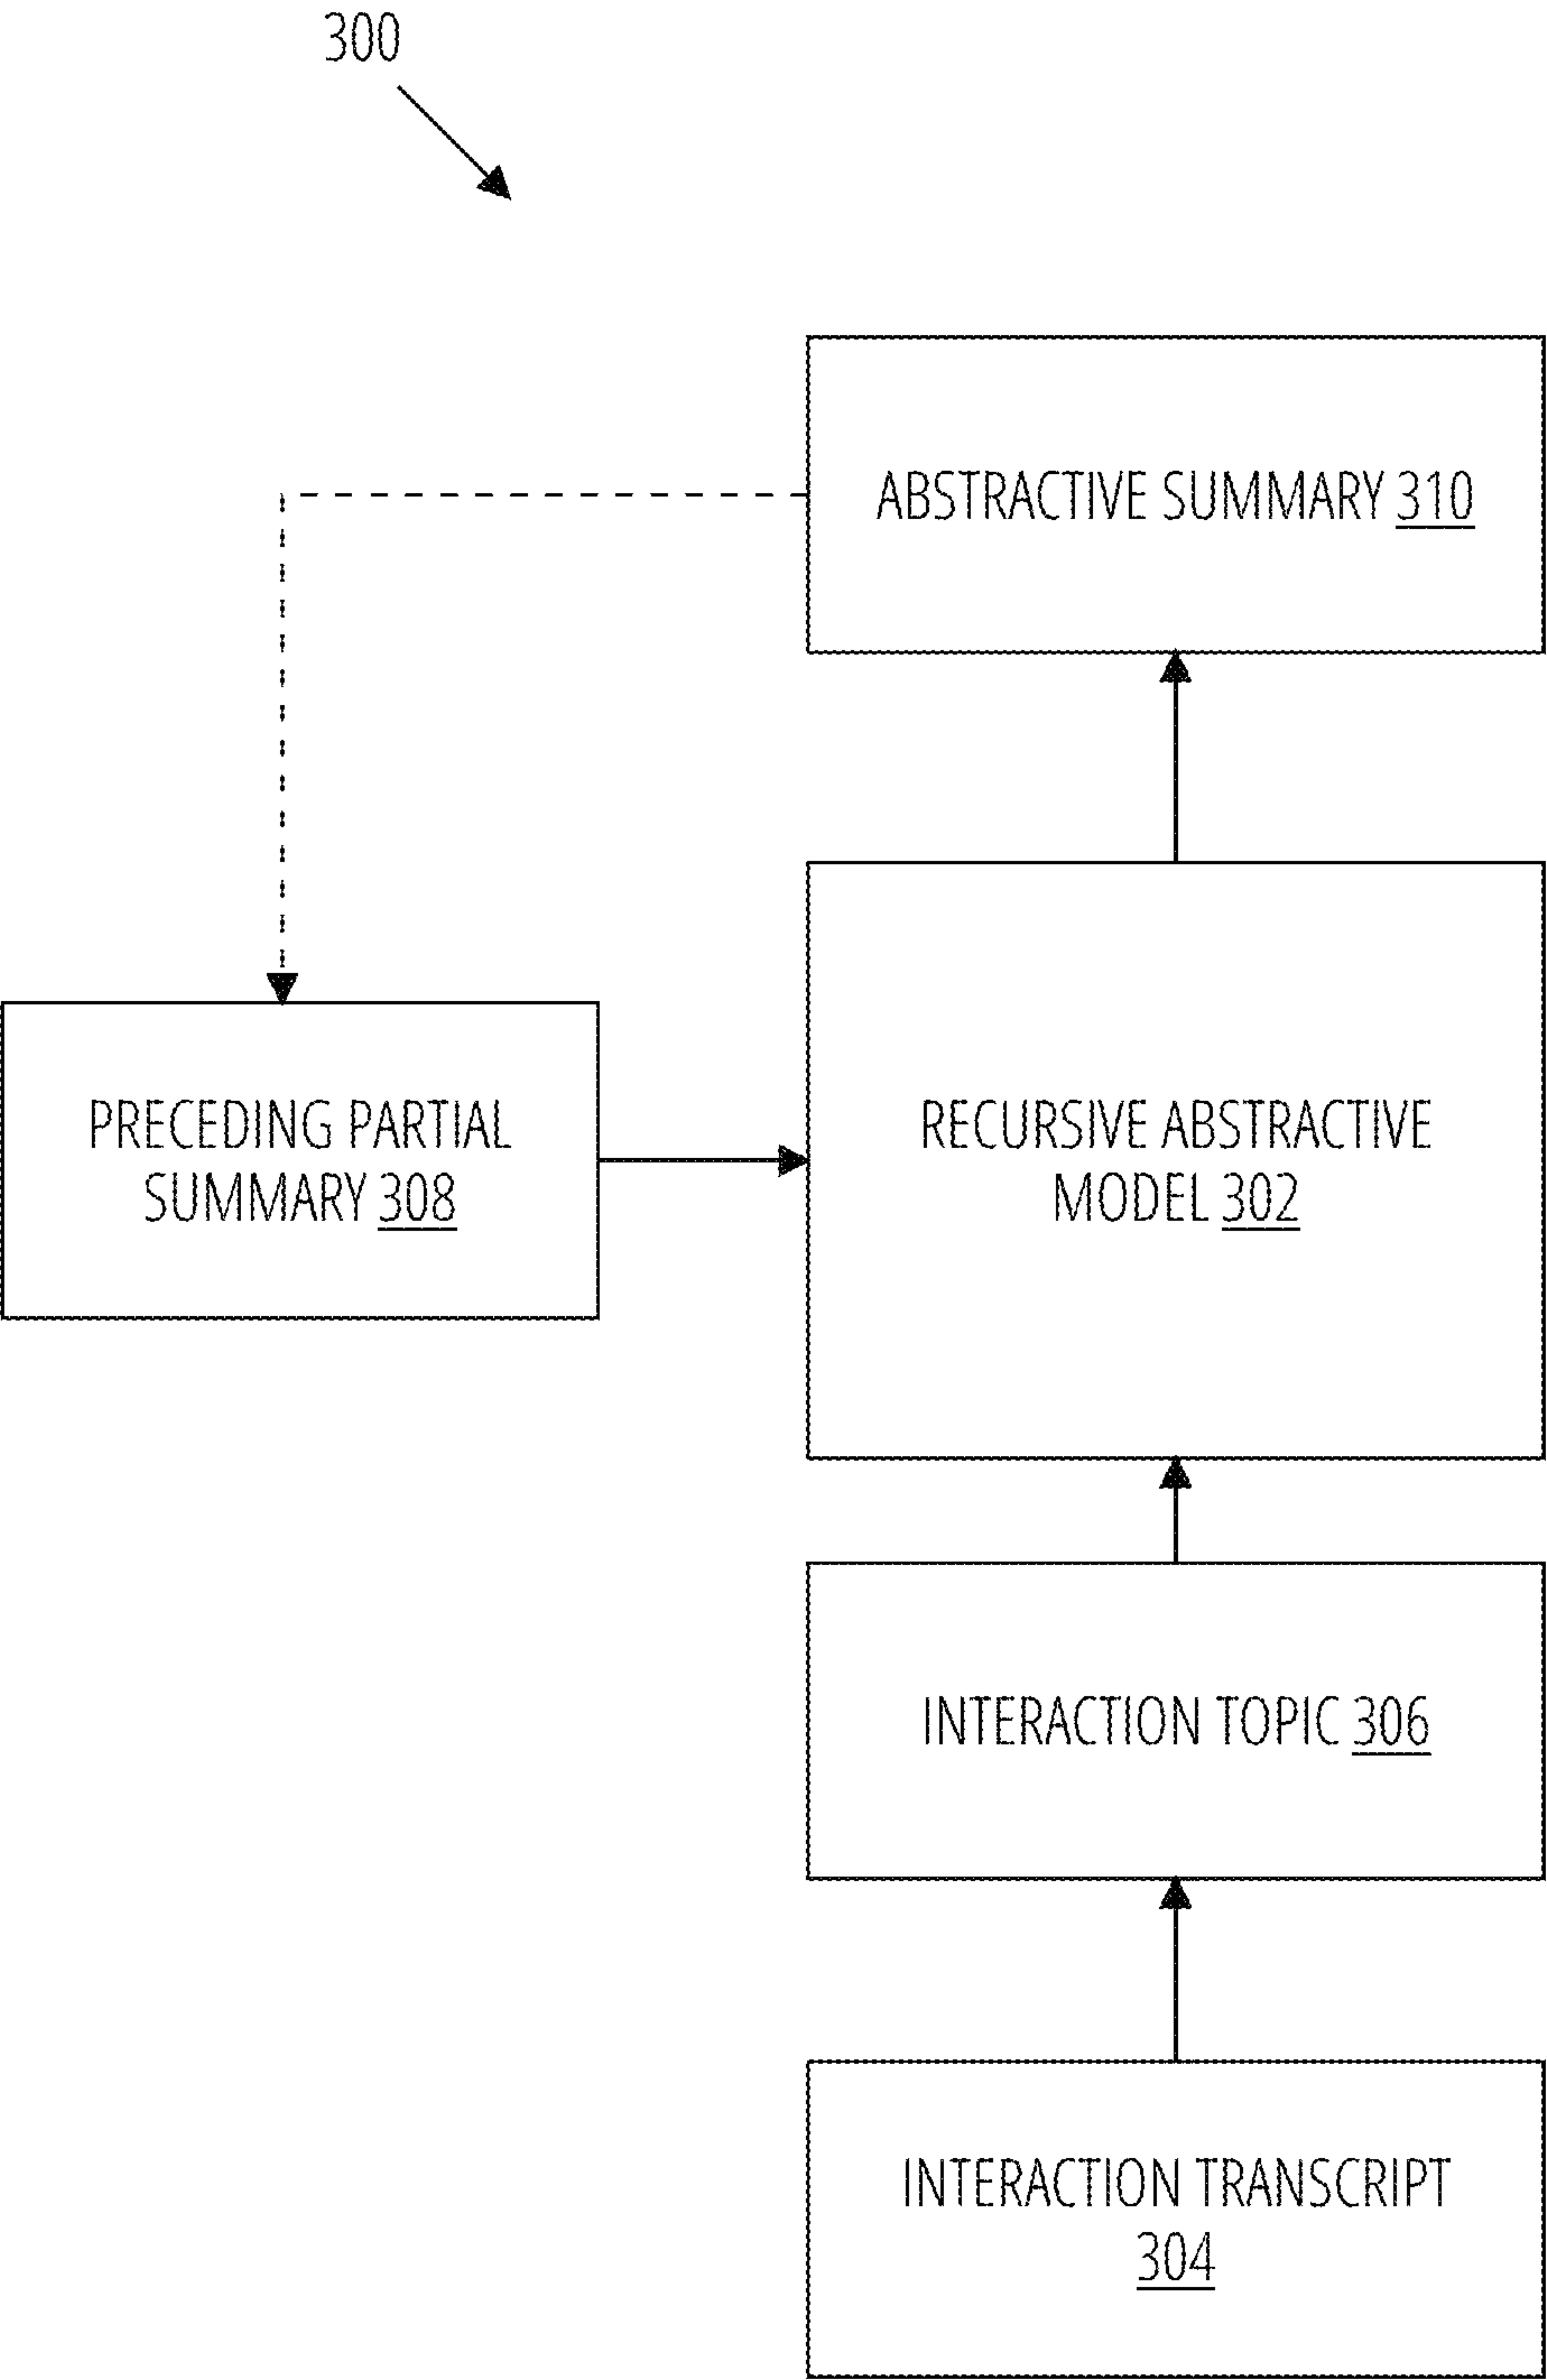 300
ABSTRACTIVE SUMMARY 310
PRECEDING PARTIAL
SUMMARY 308
RECURSIVE ABSTRACTIVE
MODEL 302
INTERACTION TOPIC 306
INTERACTION TRANSCRIPT
304